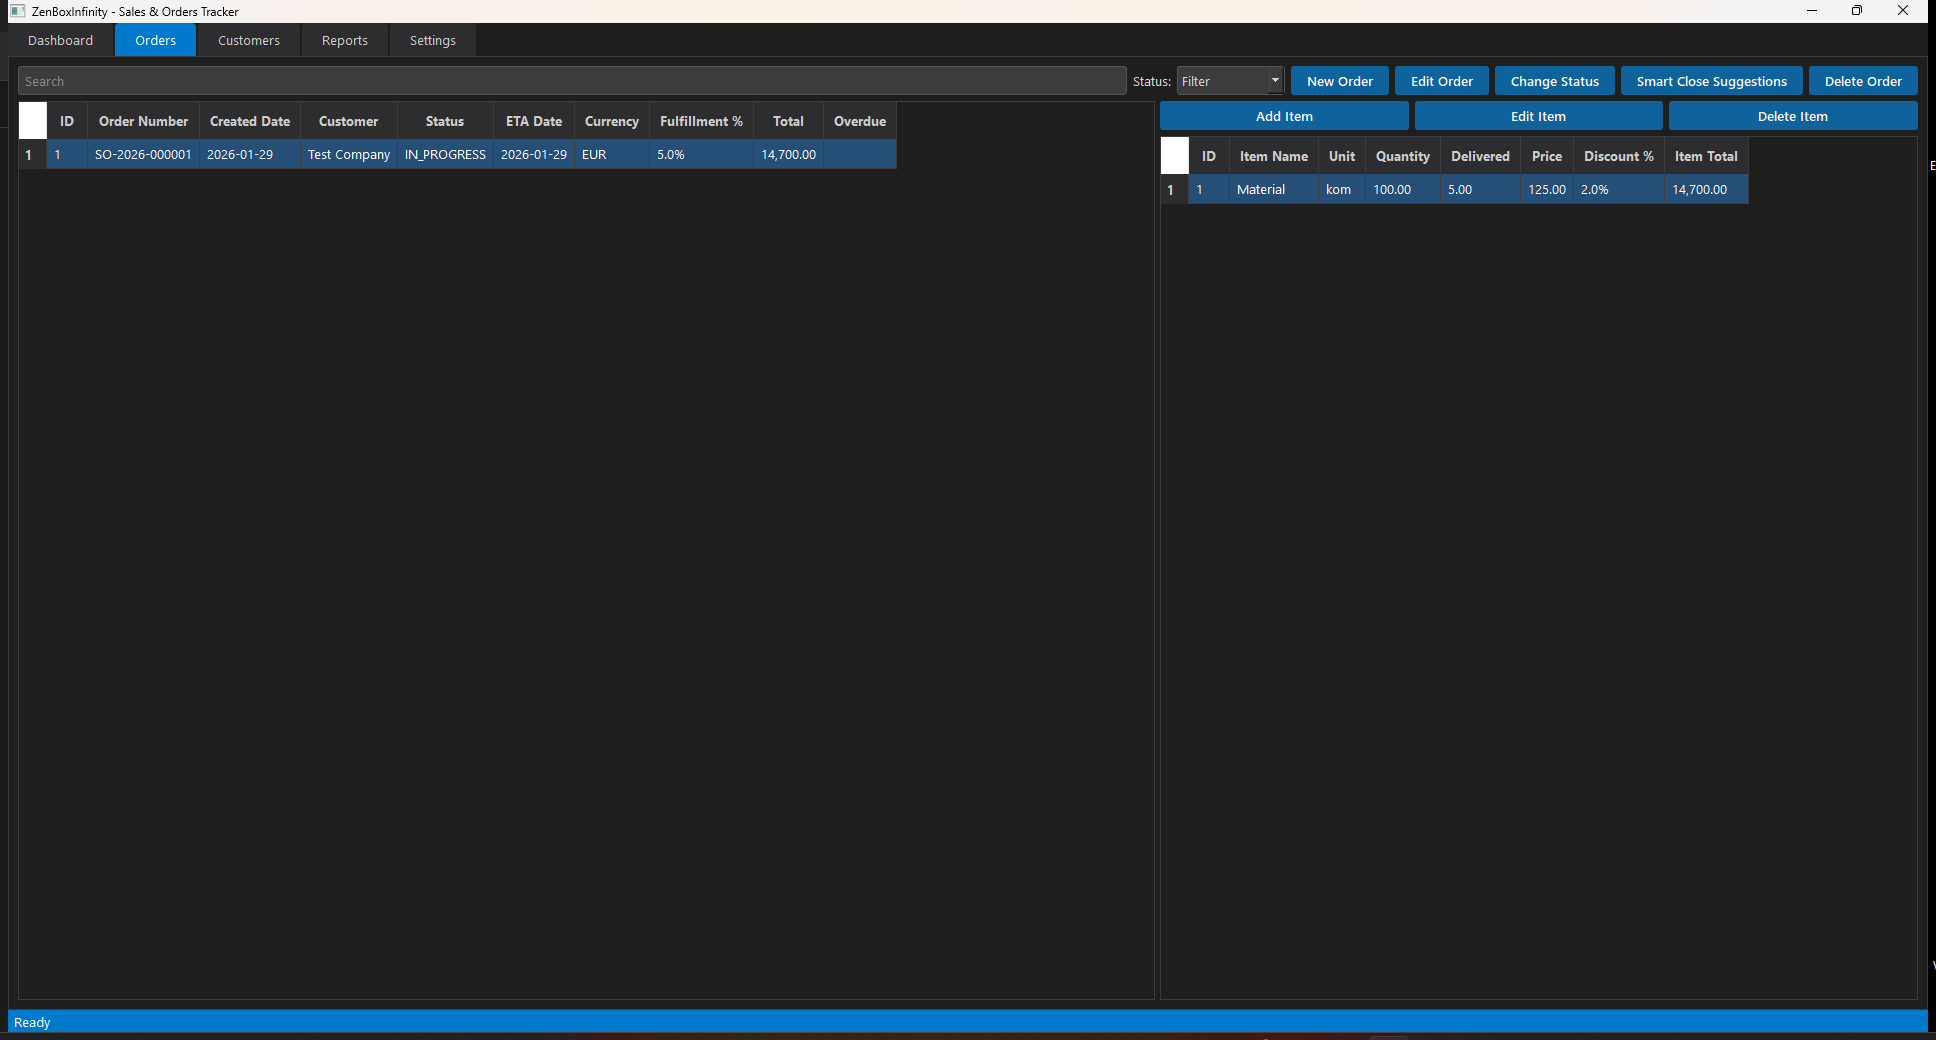 ZenBoxInfinity - Sales & Orders Tracker
Dashboard Orders Customers Reports Settings
Search Status: Filter New Order Edit Order Change Status Smart Close Suggestions Delete Order
ID Order Number Created Date Customer Status ETA Date Currency Fulfillment % Total Overdue
1 1 SO-2026-000001 2026-01-29 Test Company IN_PROGRESS 2026-01-29 EUR 5.0% 14,700.00
Add Item Edit Item Delete Item
ID Item Name Unit Quantity Delivered Price Discount % Item Total
1 1 Material kom 100.00 5.00 125.00 2.0% 14,700.00
Ready